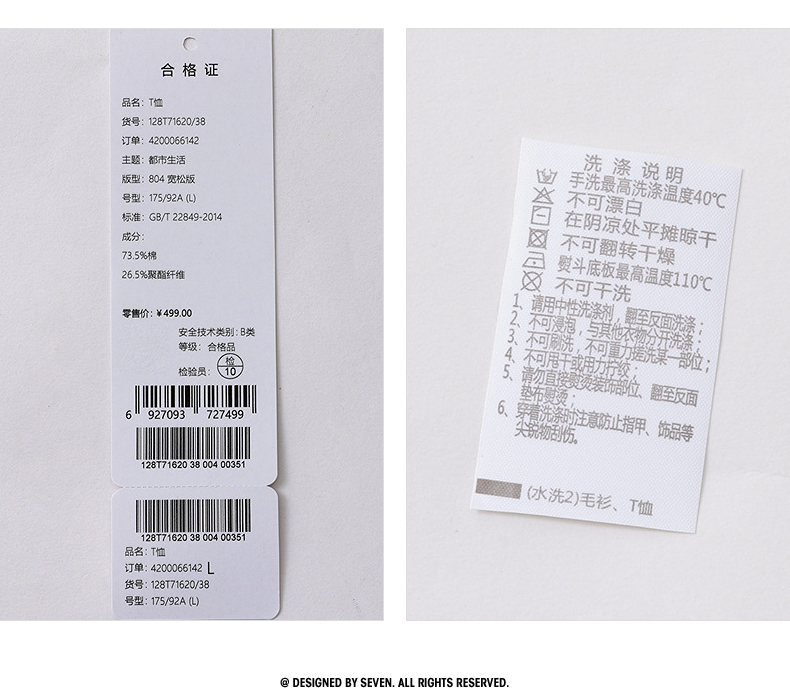 合格证
品名：T恤
货号：128T71620/38
订单：4200066142
主题：都市生活
版型：804 宽松版
号型：175/92A (L)
标准：GB/T 22849-2014
成分：
73.5%棉
26.5%聚酯纤维
零售价：¥499.00
安全技术类别：B类
等级：合格品
检验员：检10
6 927093 727499
128T71620 38 004 00351
128T71620 38 004 00351
品名：T恤
订单：4200066142 L
货号：128T71620/38
号型：175/92A (L)
洗涤说明
手洗最高洗涤温度40℃
不可漂白
在阴凉处平摊晾干
不可翻转干燥
熨斗底板最高温度110℃
不可干洗
1、请用中性洗涤剂，翻至反面洗涤；
2、不可浸泡，与其他衣物分开洗涤；
3、不可刷洗，不可重力搓洗某一部位；
4、不可甩干或用力拧绞；
5、请勿直接熨烫装饰部位、翻至反面
垫布熨烫；
6、穿着洗涤时注意防止指甲、饰品等
尖锐物刮伤。
(水洗2)毛衫、T恤
@ DESIGNED BY SEVEN. ALL RIGHTS RESERVED.